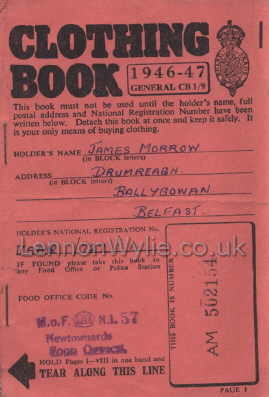 CLOTHING
BOOK
1946-47
GENERAL CB 1/9
This book must not be used until the holder's name, full
postal address and National Registration Number have been
written below. Detach this book at once and keep it safely. It
is your only means of buying clothing.
HOLDER'S NAME JAMES MORROW
(in BLOCK letters)
ADDRESS DRUMREAGH
(in BLOCK letters)
BALLYGOWAN.
BELFAST.
HOLDER'S NATIONAL REGISTRATION No.
IF FOUND please take this book to
any Food Office or Police Station
FOOD OFFICE CODE No.
M.o.F. N.I. 57
Newtownards
FOOD OFFICE.
THIS BOOK IS NUMBER
AM 502154
HOLD Pages I-VIII in one hand and
TEAR ALONG THIS LINE
PAGE I